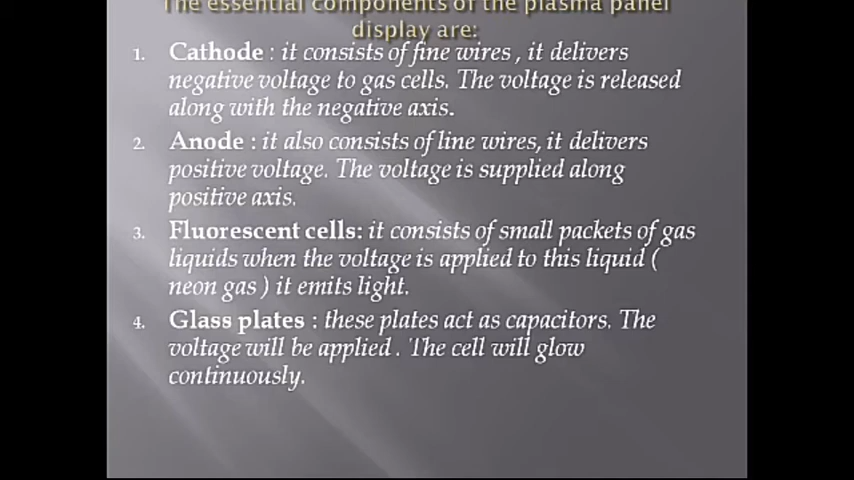 The essential components of the plasma panel
display are:
1. Cathode : it consists of fine wires , it delivers
negative voltage to gas cells. The voltage is released
along with the negative axis.
2. Anode : it also consists of line wires, it delivers
positive voltage. The voltage is supplied along
positive axis.
3. Fluorescent cells: it consists of small packets of gas
liquids when the voltage is applied to this liquid (
neon gas ) it emits light.
4. Glass plates : these plates act as capacitors. The
voltage will be applied . The cell will glow
continuously.